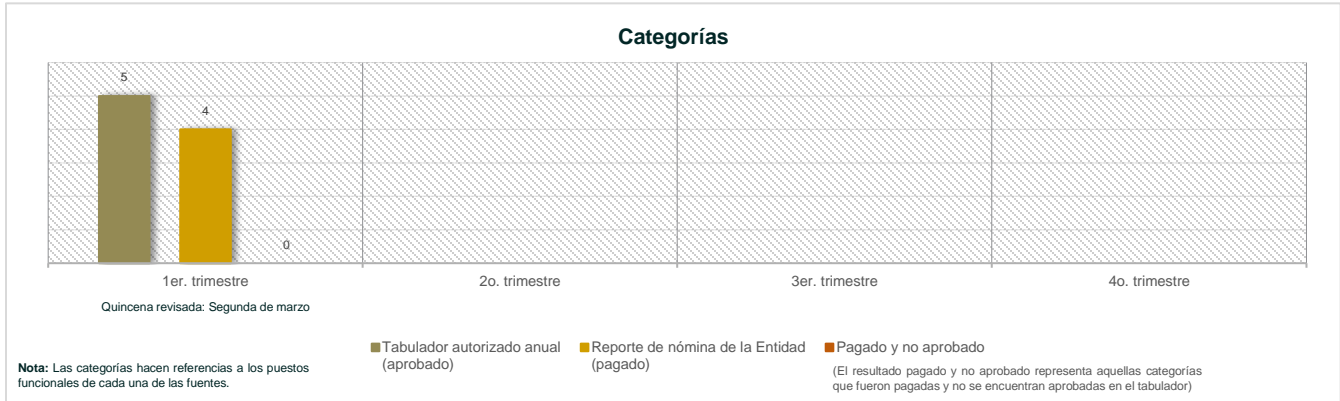 Categorías
5
4
0
1er. trimestre
2o. trimestre
3er. trimestre
4o. trimestre
Quincena revisada: Segunda de marzo
Tabulador autorizado anual
(aprobado)
Reporte de nómina de la Entidad
(pagado)
Pagado y no aprobado
(El resultado pagado y no aprobado representa aquellas categorías
que fueron pagadas y no se encuentran aprobadas en el tabulador)
Nota: Las categorías hacen referencias a los puestos
funcionales de cada una de las fuentes.